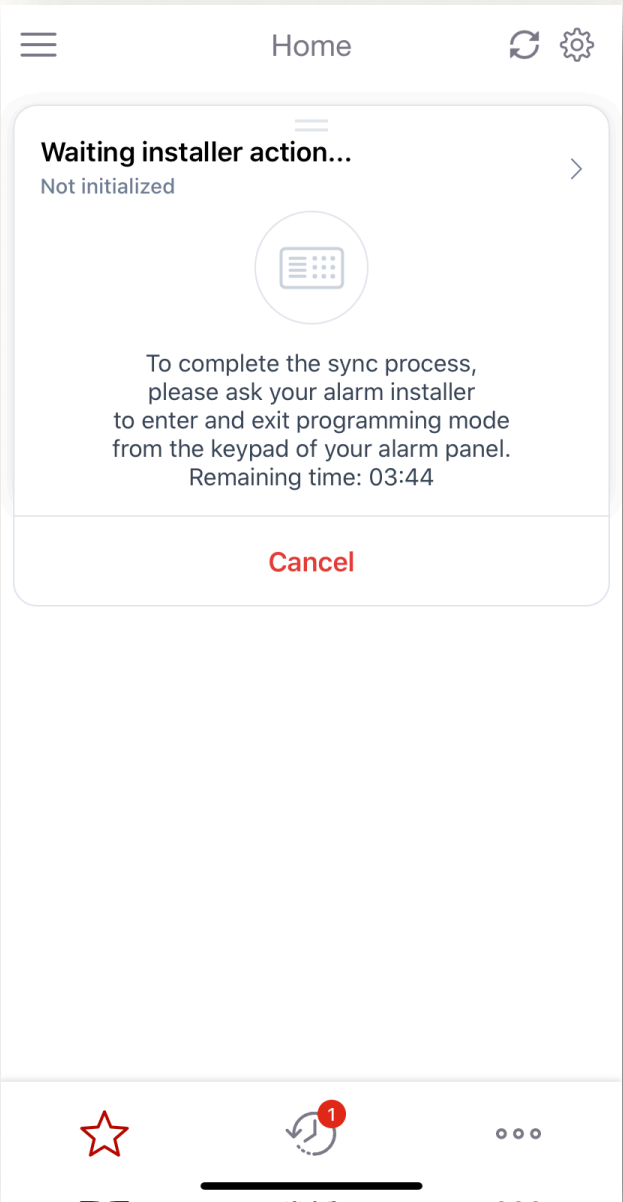 Home
Waiting installer action...
Not initialized
To complete the sync process,
please ask your alarm installer
to enter and exit programming mode
from the keypad of your alarm panel.
Remaining time: 03:44
Cancel
1